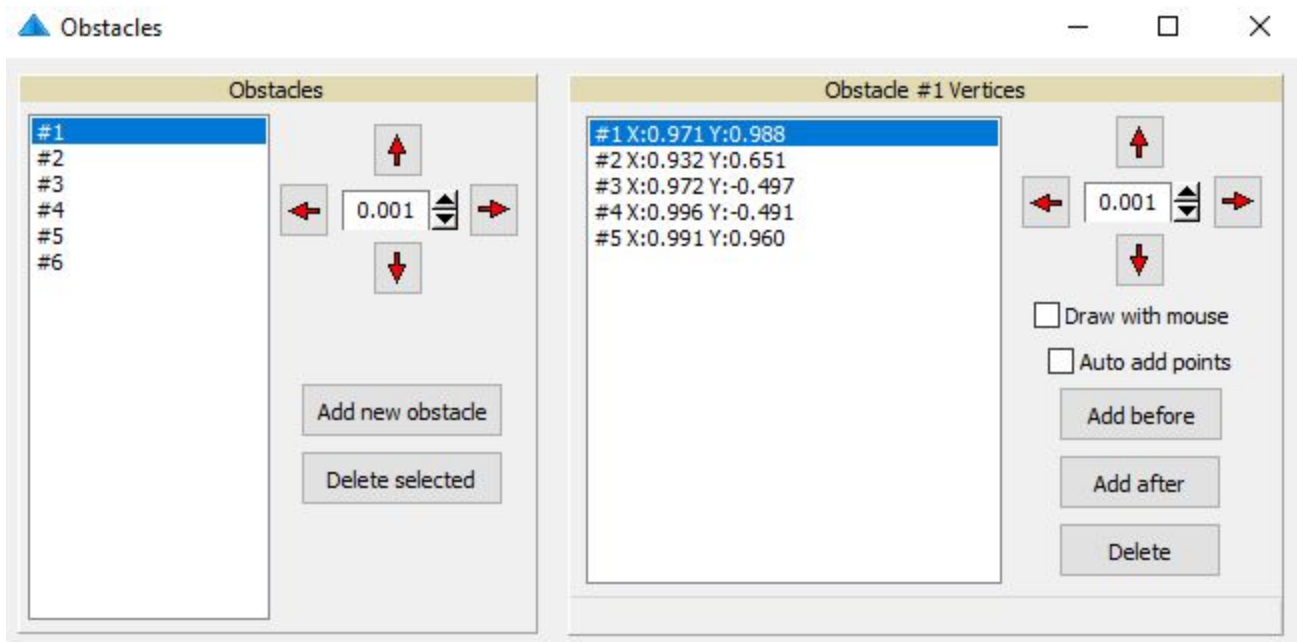 Obstacles
Obstacles
#1
#2
#3
#4
#5
#6
0.001
Add new obstacle
Delete selected
Obstacle #1 Vertices
#1 X:0.971 Y:0.988
#2 X:0.932 Y:0.651
#3 X:0.972 Y:-0.497
#4 X:0.996 Y:-0.491
#5 X:0.991 Y:0.960
0.001
Draw with mouse
Auto add points
Add before
Add after
Delete